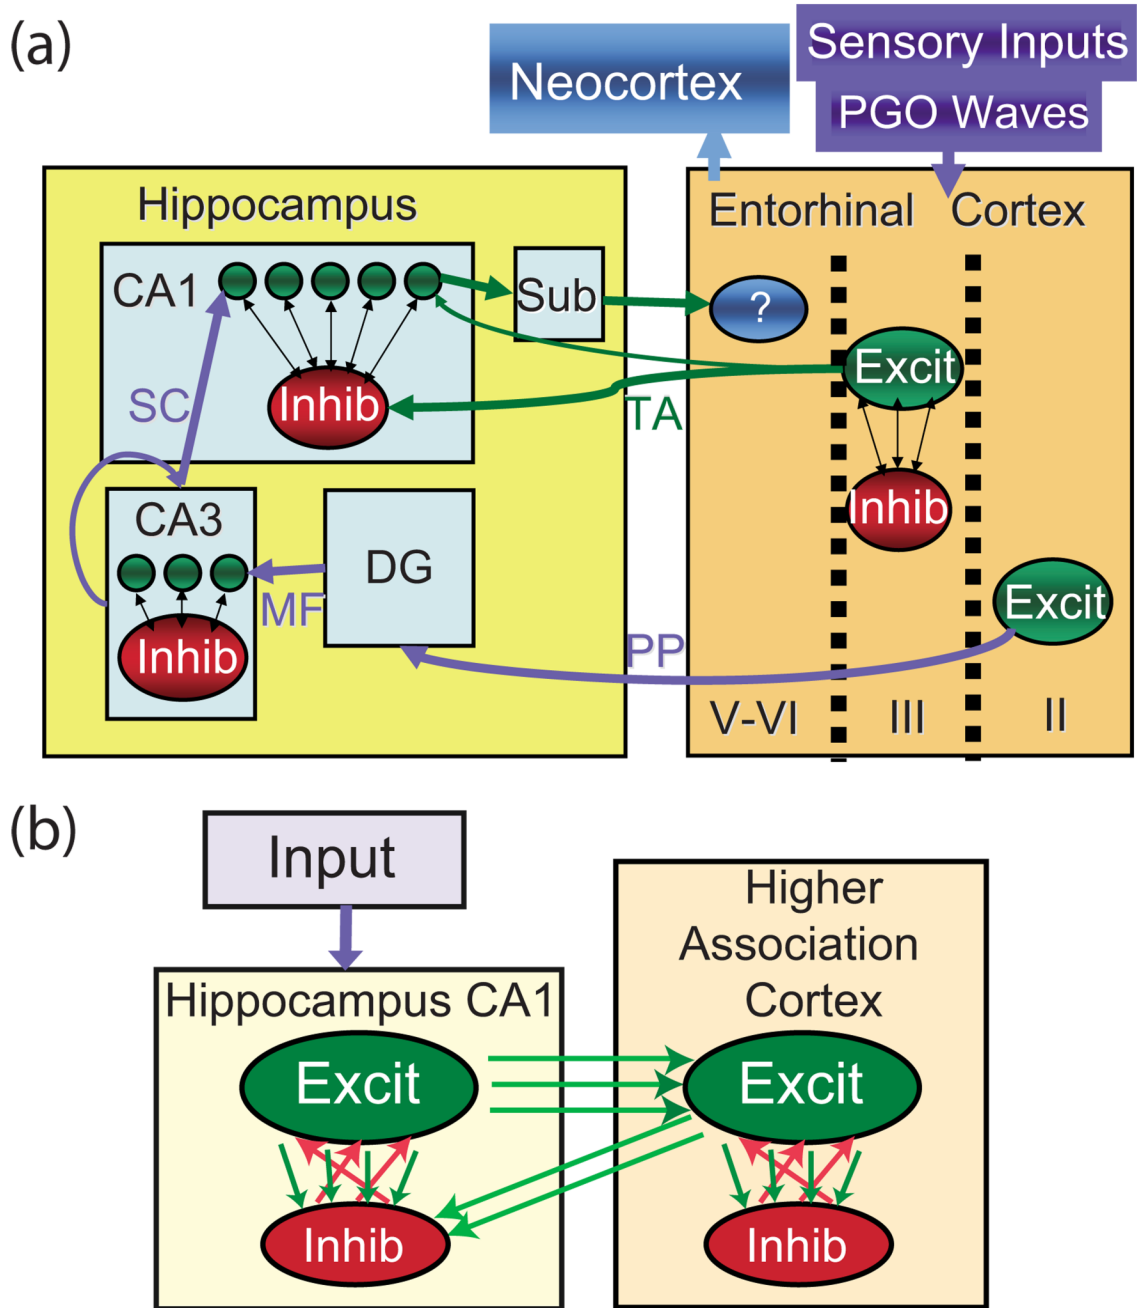 (a)
Neocortex
Sensory Inputs
PGO Waves
Hippocampus
Entorhinal Cortex
CA1
Sub
?
Excit
Inhib
SC
TA
Inhib
CA3
DG
MF
Inhib
Excit
PP
V-VI
III
II
(b)
Input
Higher
Association
Cortex
Hippocampus CA1
Excit
Excit
Inhib
Inhib